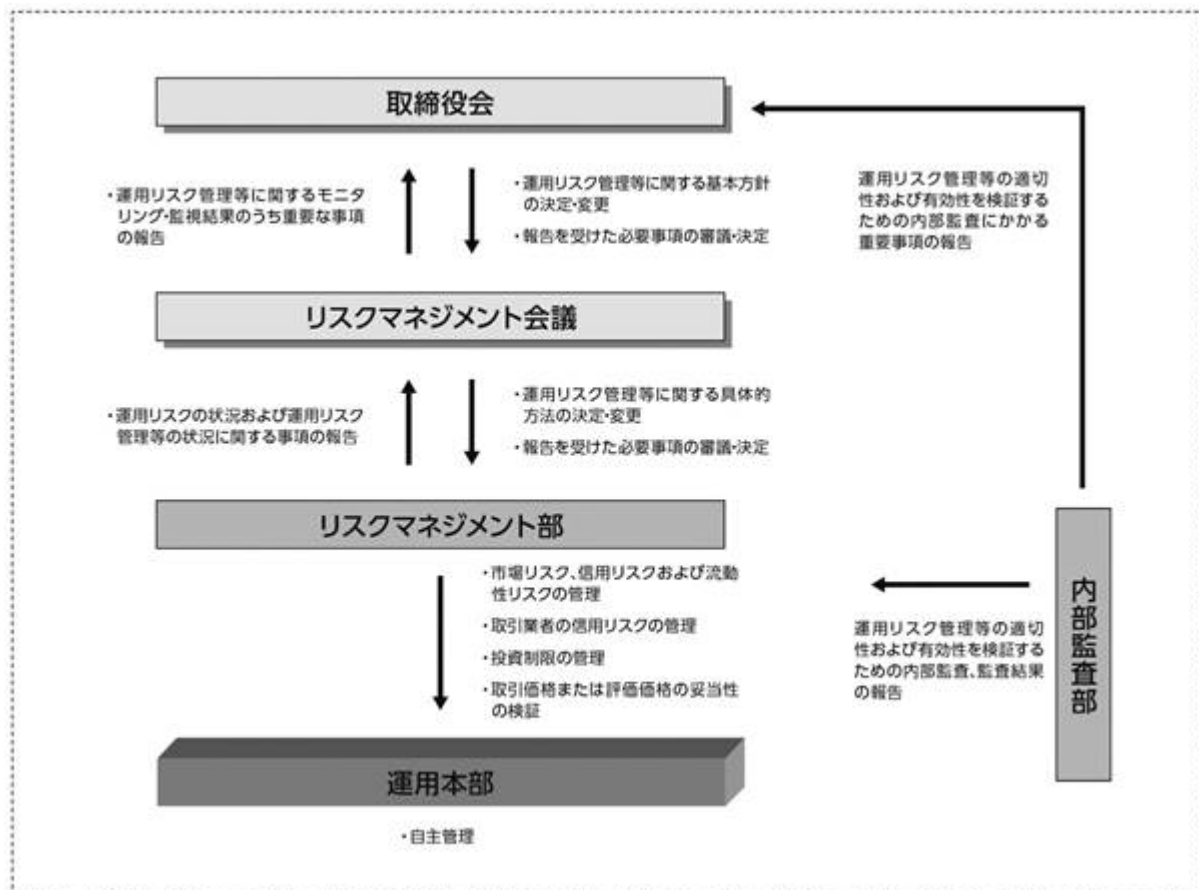 取締役会
・運用リスク管理等に関するモニタ
リング・監視結果のうち重要な事項
の報告
・運用リスク管理等に関する基本方針
の決定・変更
・報告を受けた必要事項の審議・決定
運用リスク管理等の適切
性および有効性を検証する
ための内部監査にかかる
重要事項の報告
リスクマネジメント会議
・運用リスクの状況および運用リスク
管理等の状況に関する事項の報告
・運用リスク管理等に関する具体的
方法の決定・変更
・報告を受けた必要事項の審議・決定
リスクマネジメント部
・市場リスク、信用リスクおよび流動
性リスクの管理
・取引業者の信用リスクの管理
・投資制限の管理
・取引価格または評価価格の妥当性
の検証
運用リスク管理等の適切
性および有効性を検証する
ための内部監査、監査結果
の報告
内部監査部
運用本部
・自主管理